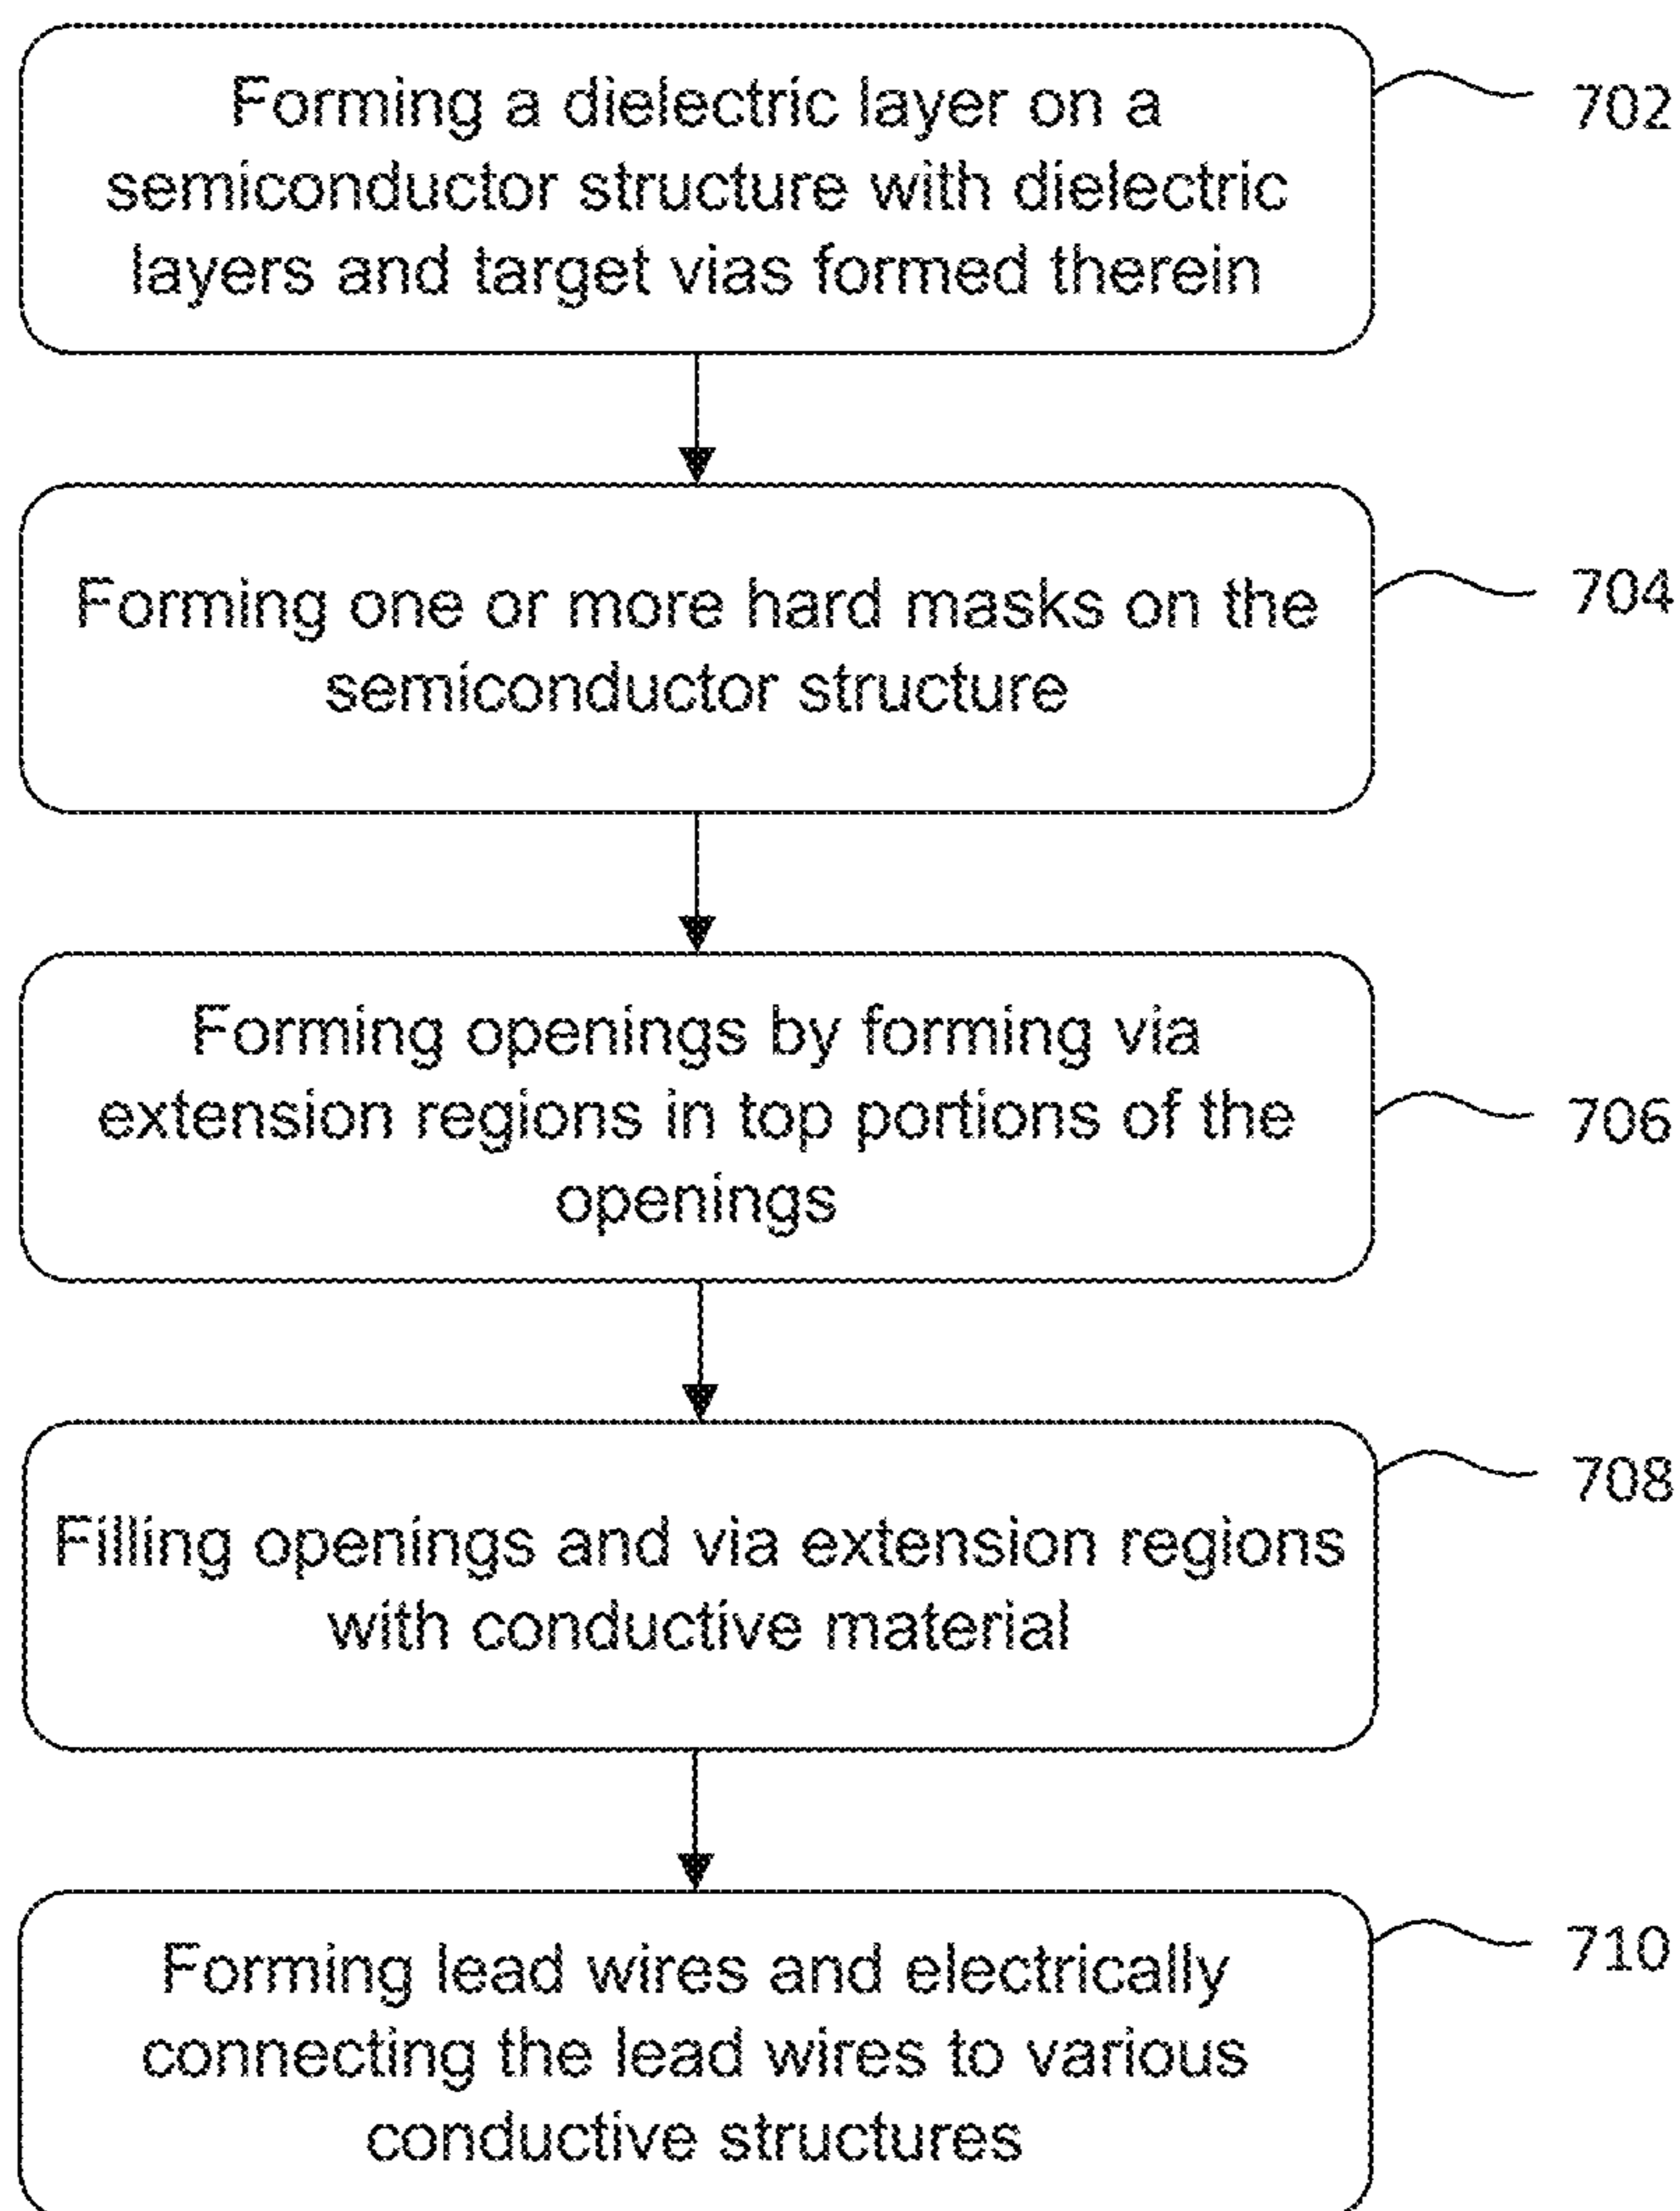 Forming a dielectric layer on a
semiconductor structure with dielectric
layers and target vias formed therein
702
Forming one or more hard masks on the
semiconductor structure
704
Forming openings by forming via
extension regions in top portions of the
openings
706
Filling openings and via extension regions
with conductive material
708
Forming lead wires and electrically
connecting the lead wires to various
conductive structures
710